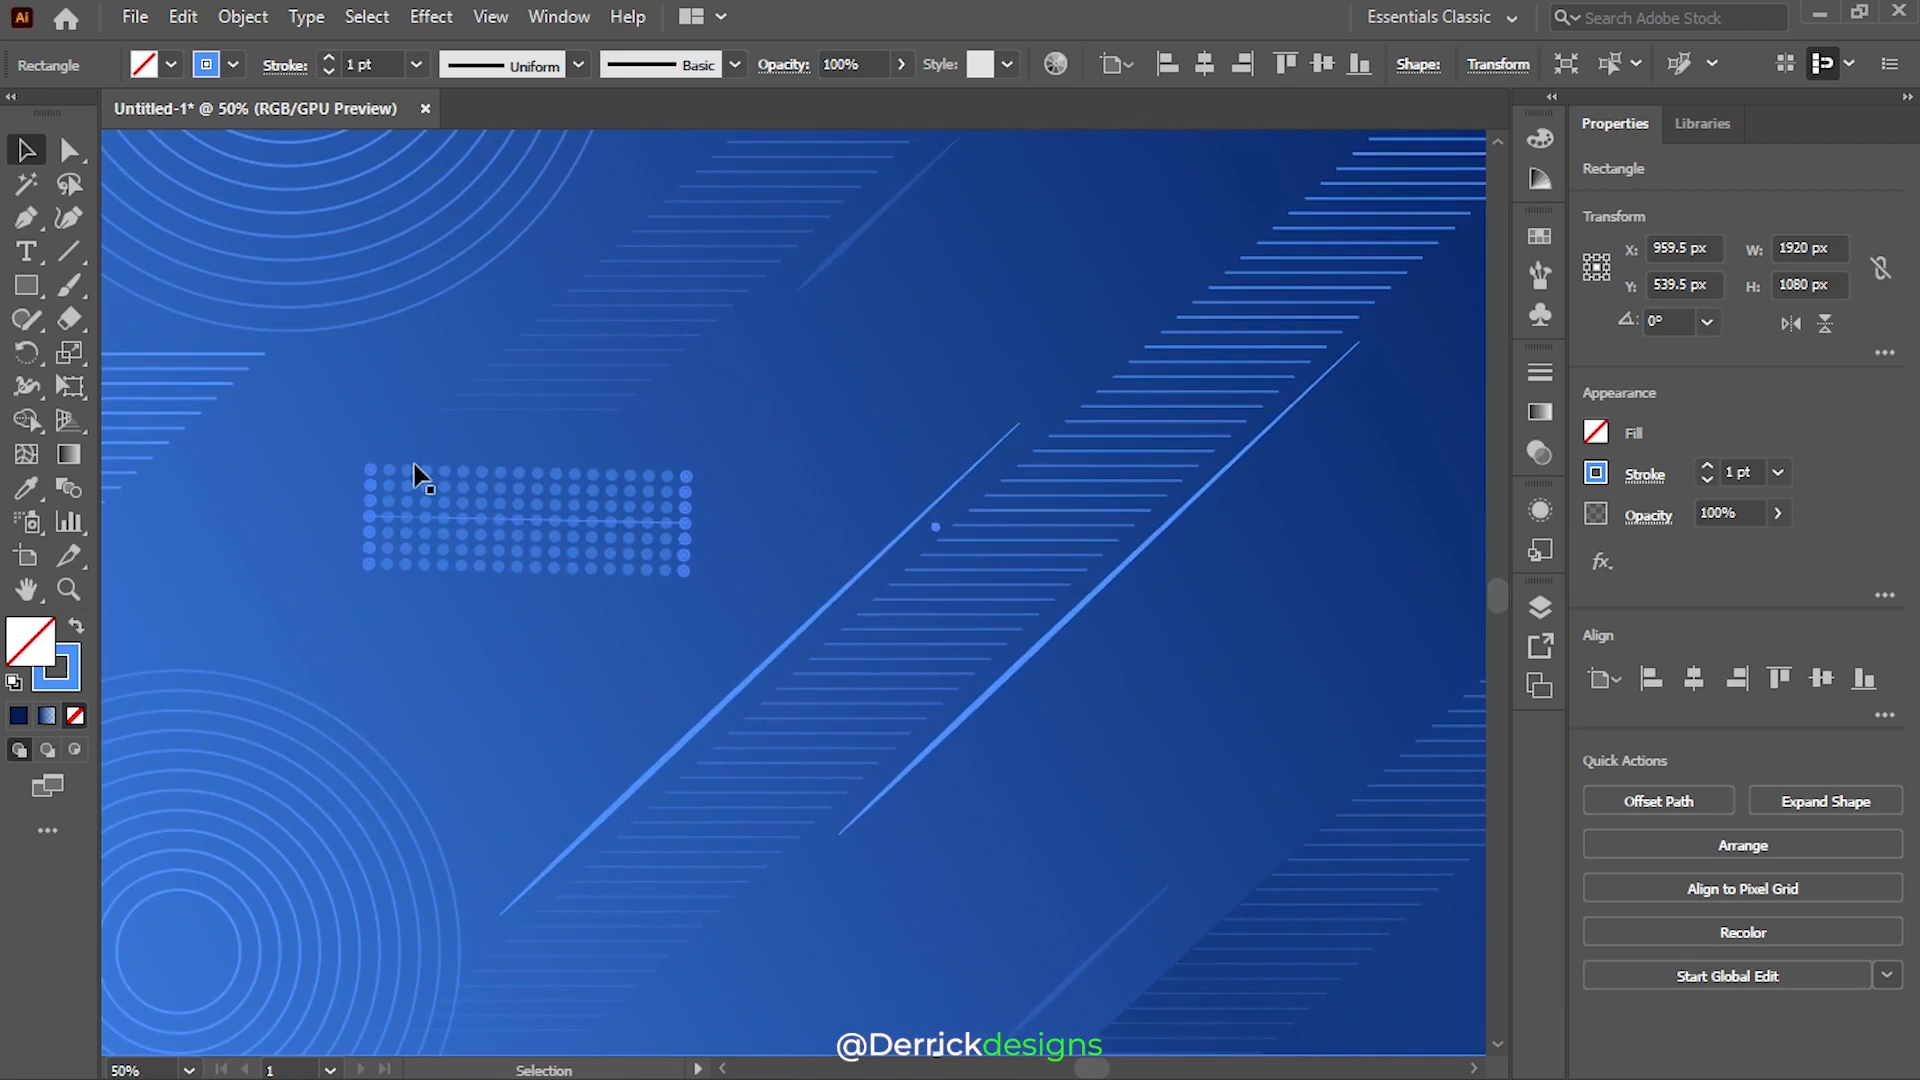 Ai File Edit Object Type Select Effect View Window Help Essentials Classic Search Adobe Stock
Rectangle Stroke: 1 pt Uniform Basic Opacity: 100% Style: Shape: Transform
Untitled-1* @ 50% (RGB/GPU Preview)
Properties Libraries
Rectangle
Transform
X: 959.5 px W: 1920 px
Y: 539.5 px H: 1080 px
0°
Appearance
Fill
Stroke 1 pt
Opacity 100%
fx.
Align
Quick Actions
Offset Path Expand Shape
Arrange
Align to Pixel Grid
Recolor
Start Global Edit
@Derrickdesigns
50% 1 Selection